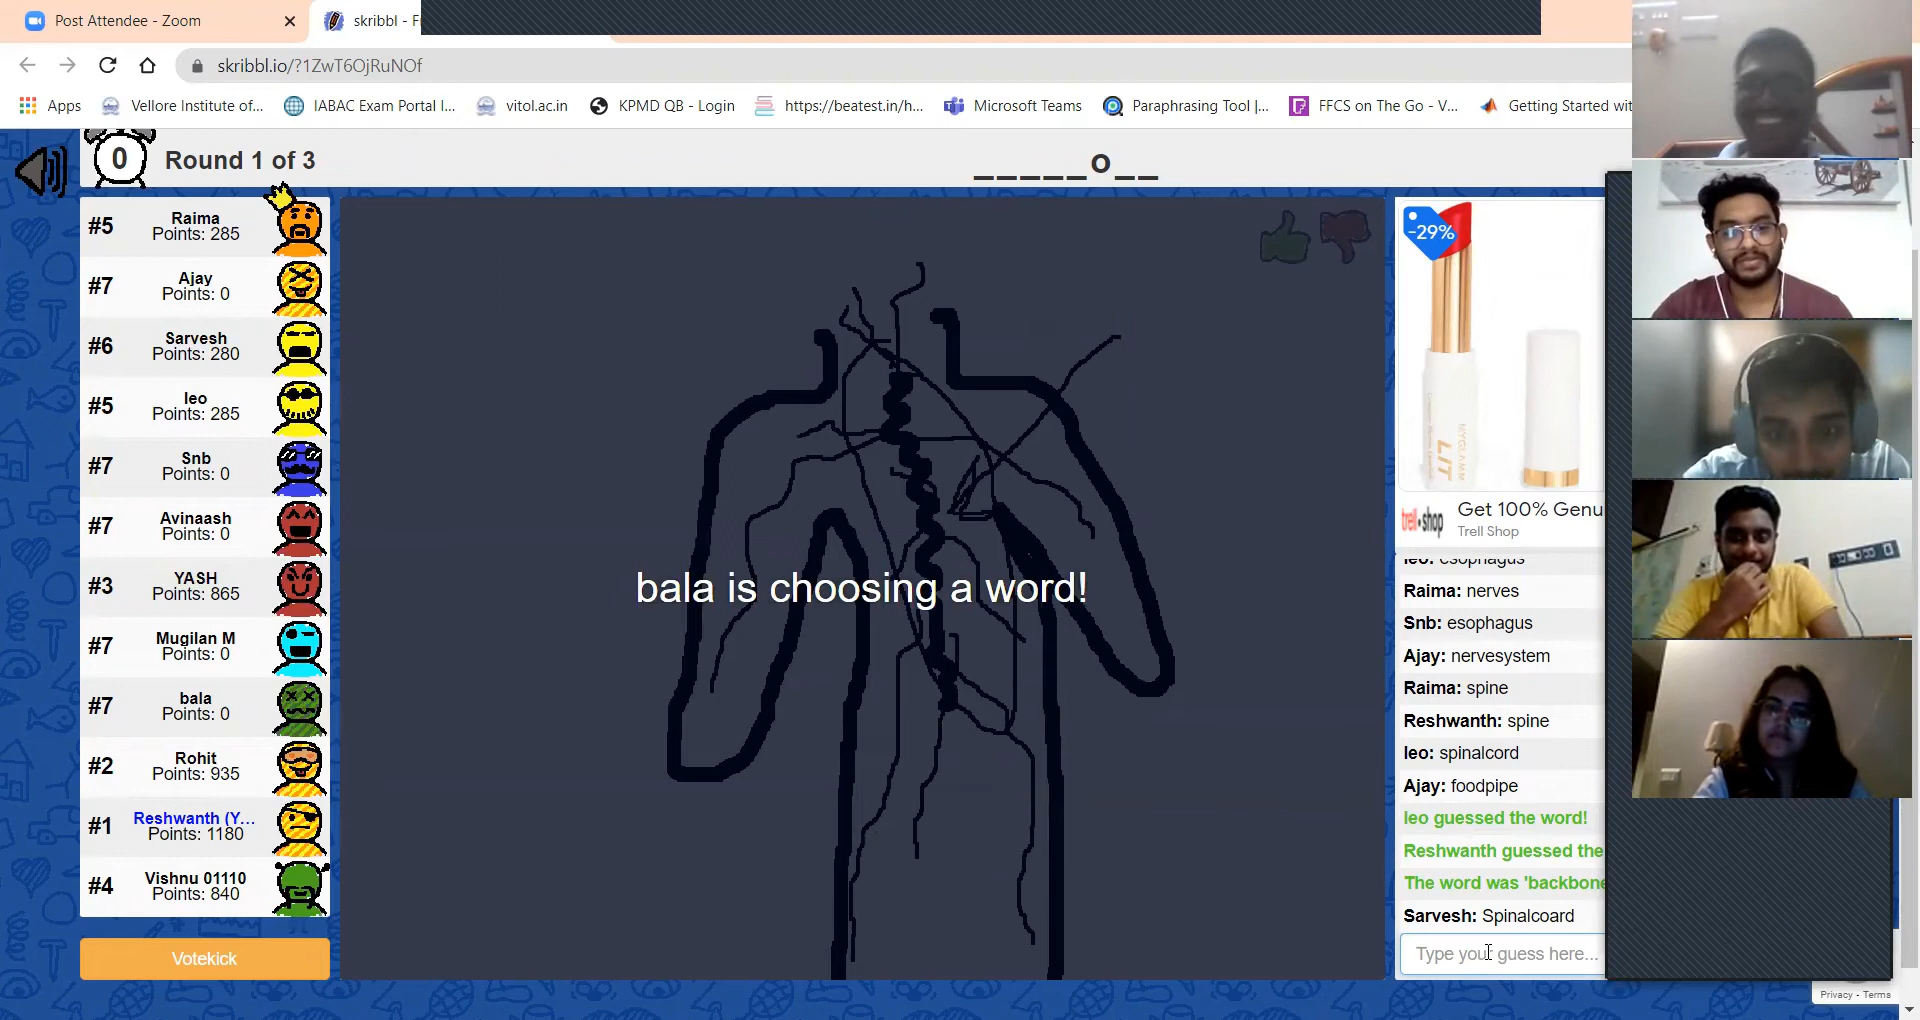 Post Attendee - Zoom
skribbl - F
skribbl.io/?1ZwT6OjRuNOf
Apps
Vellore Institute of...
IABAC Exam Portal I...
vitol.ac.in
KPMD QB - Login
https://beatest.in/h...
Microsoft Teams
Paraphrasing Tool |...
FFCS on The Go - V...
Getting Started wit
0
Round 1 of 3
_____o__
#5 Raima
Points: 285
#7 Ajay
Points: 0
#6 Sarvesh
Points: 280
#5 leo
Points: 285
#7 Snb
Points: 0
#7 Avinaash
Points: 0
#3 YASH
Points: 865
#7 Mugilan M
Points: 0
#7 bala
Points: 0
#2 Rohit
Points: 935
#1 Reshwanth (Y...
Points: 1180
#4 Vishnu 01110
Points: 840
Votekick
bala is choosing a word!
-29%
LIT
Get 100% Genu
trell shop
Trell Shop
leo: esophagus
Raima: nerves
Snb: esophagus
Ajay: nervesystem
Raima: spine
Reshwanth: spine
leo: spinalcord
Ajay: foodpipe
leo guessed the word!
Reshwanth guessed the
The word was 'backbone
Sarvesh: Spinalcoard
Type your guess here...
Privacy - Terms